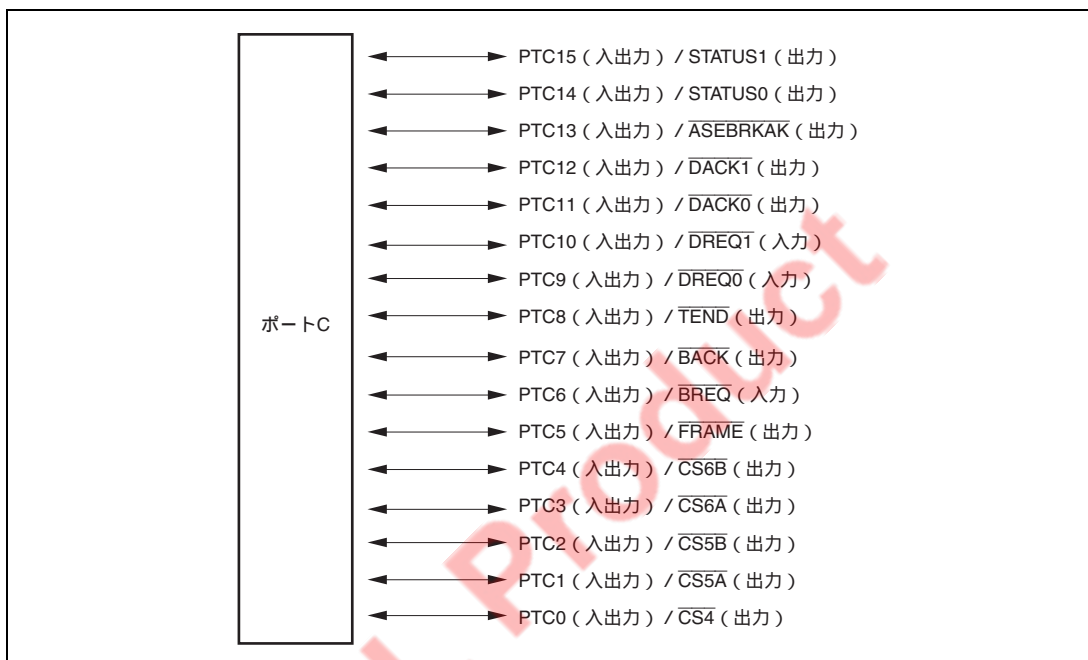 PTC15 ( 入出力 ) / STATUS1 ( 出力 )
PTC14 ( 入出力 ) / STATUS0 ( 出力 )
PTC13 ( 入出力 ) / ASEBRKAK ( 出力 )
PTC12 ( 入出力 ) / DACK1 ( 出力 )
PTC11 ( 入出力 ) / DACK0 ( 出力 )
PTC10 ( 入出力 ) / DREQ1 ( 入力 )
PTC9 ( 入出力 ) / DREQ0 ( 入力 )
PTC8 ( 入出力 ) / TEND ( 出力 )
ポートC
PTC7 ( 入出力 ) / BACK ( 出力 )
PTC6 ( 入出力 ) / BREQ ( 入力 )
PTC5 ( 入出力 ) / FRAME ( 出力 )
PTC4 ( 入出力 ) / CS6B ( 出力 )
PTC3 ( 入出力 ) / CS6A ( 出力 )
PTC2 ( 入出力 ) / CS5B ( 出力 )
PTC1 ( 入出力 ) / CS5A ( 出力 )
PTC0 ( 入出力 ) / CS4 ( 出力 )
Product